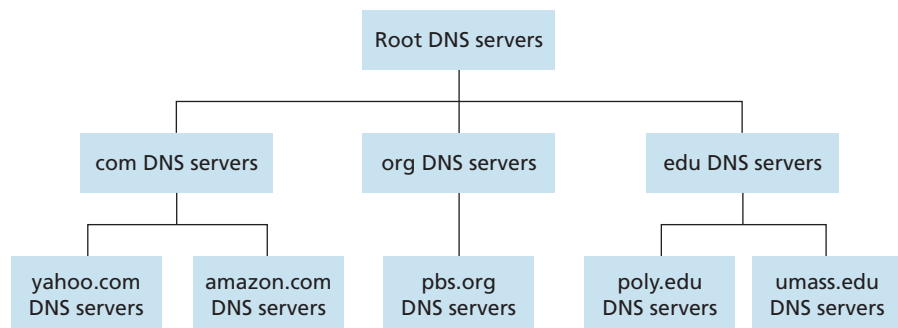 Root DNS servers
com DNS servers
org DNS servers
edu DNS servers
yahoo.com
DNS servers
amazon.com
DNS servers
pbs.org
DNS servers
poly.edu
DNS servers
umass.edu
DNS servers